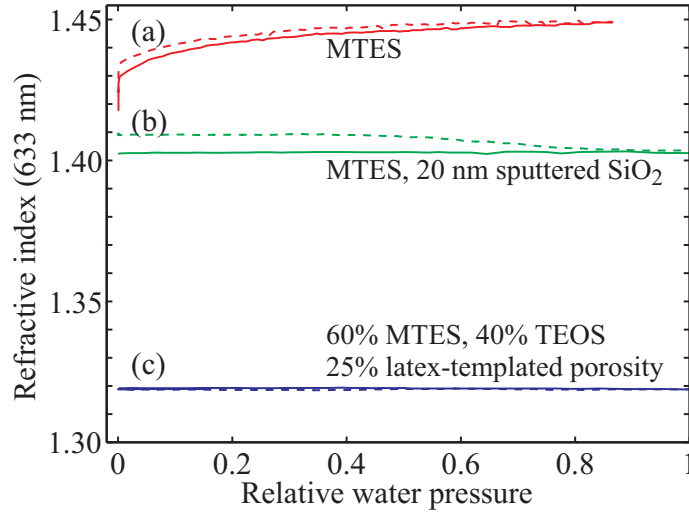 1.45
(a)
MTES
(b)
1.40
MTES, 20 nm sputtered SiO₂
Refractive index ((633 nm)
1.35
60% MTES, 40% TEOS
(c)
25% latex-templated porosity
1.30
0
0.2
0.4
0.6
0.8
1
Relative water pressure